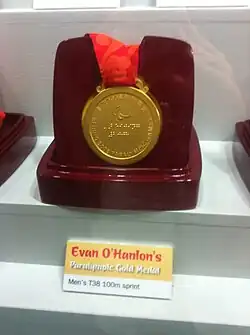 Evan O'Hanlon's
Paralympic Gold Medal
Men's T38 100m sprint